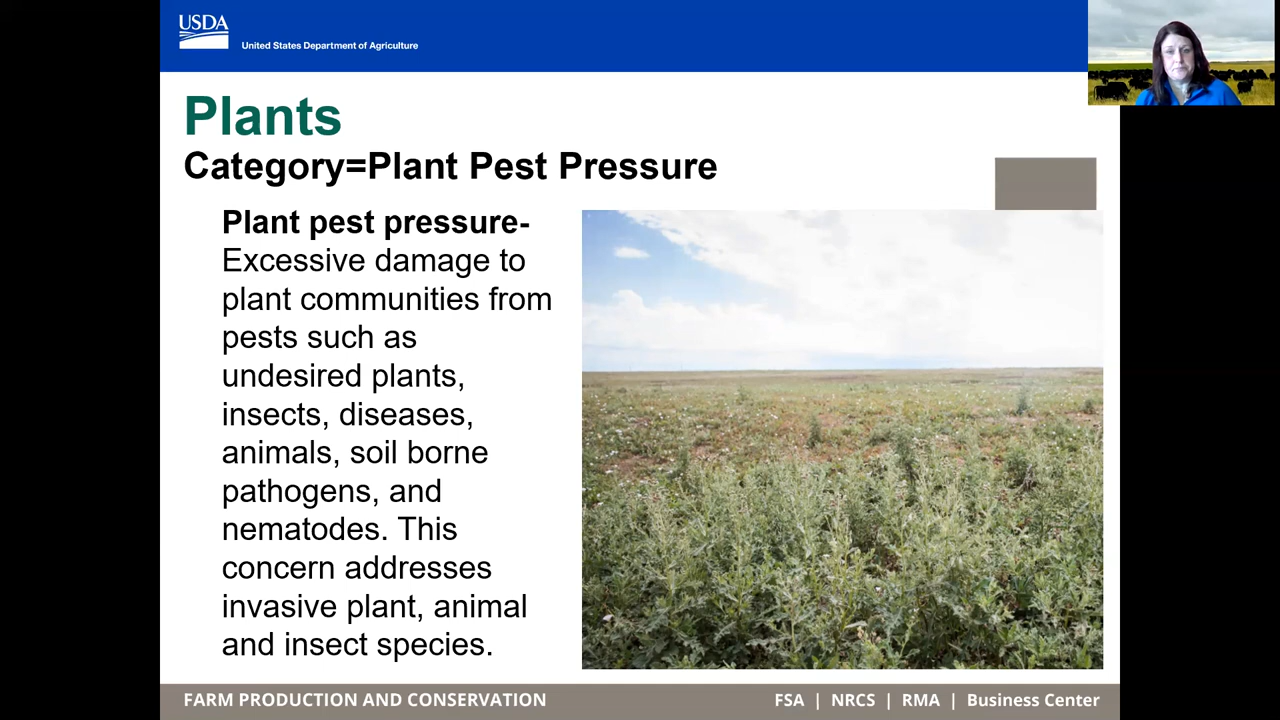 USDA
United States Department of Agriculture
Plants
Category=Plant Pest Pressure
Plant pest pressure-
Excessive damage to
plant communities from
pests such as
undesired plants,
insects, diseases,
animals, soil borne
pathogens, and
nematodes. This
concern addresses
invasive plant, animal
and insect species.
FARM PRODUCTION AND CONSERVATION
FSA | NRCS | RMA | Business Center